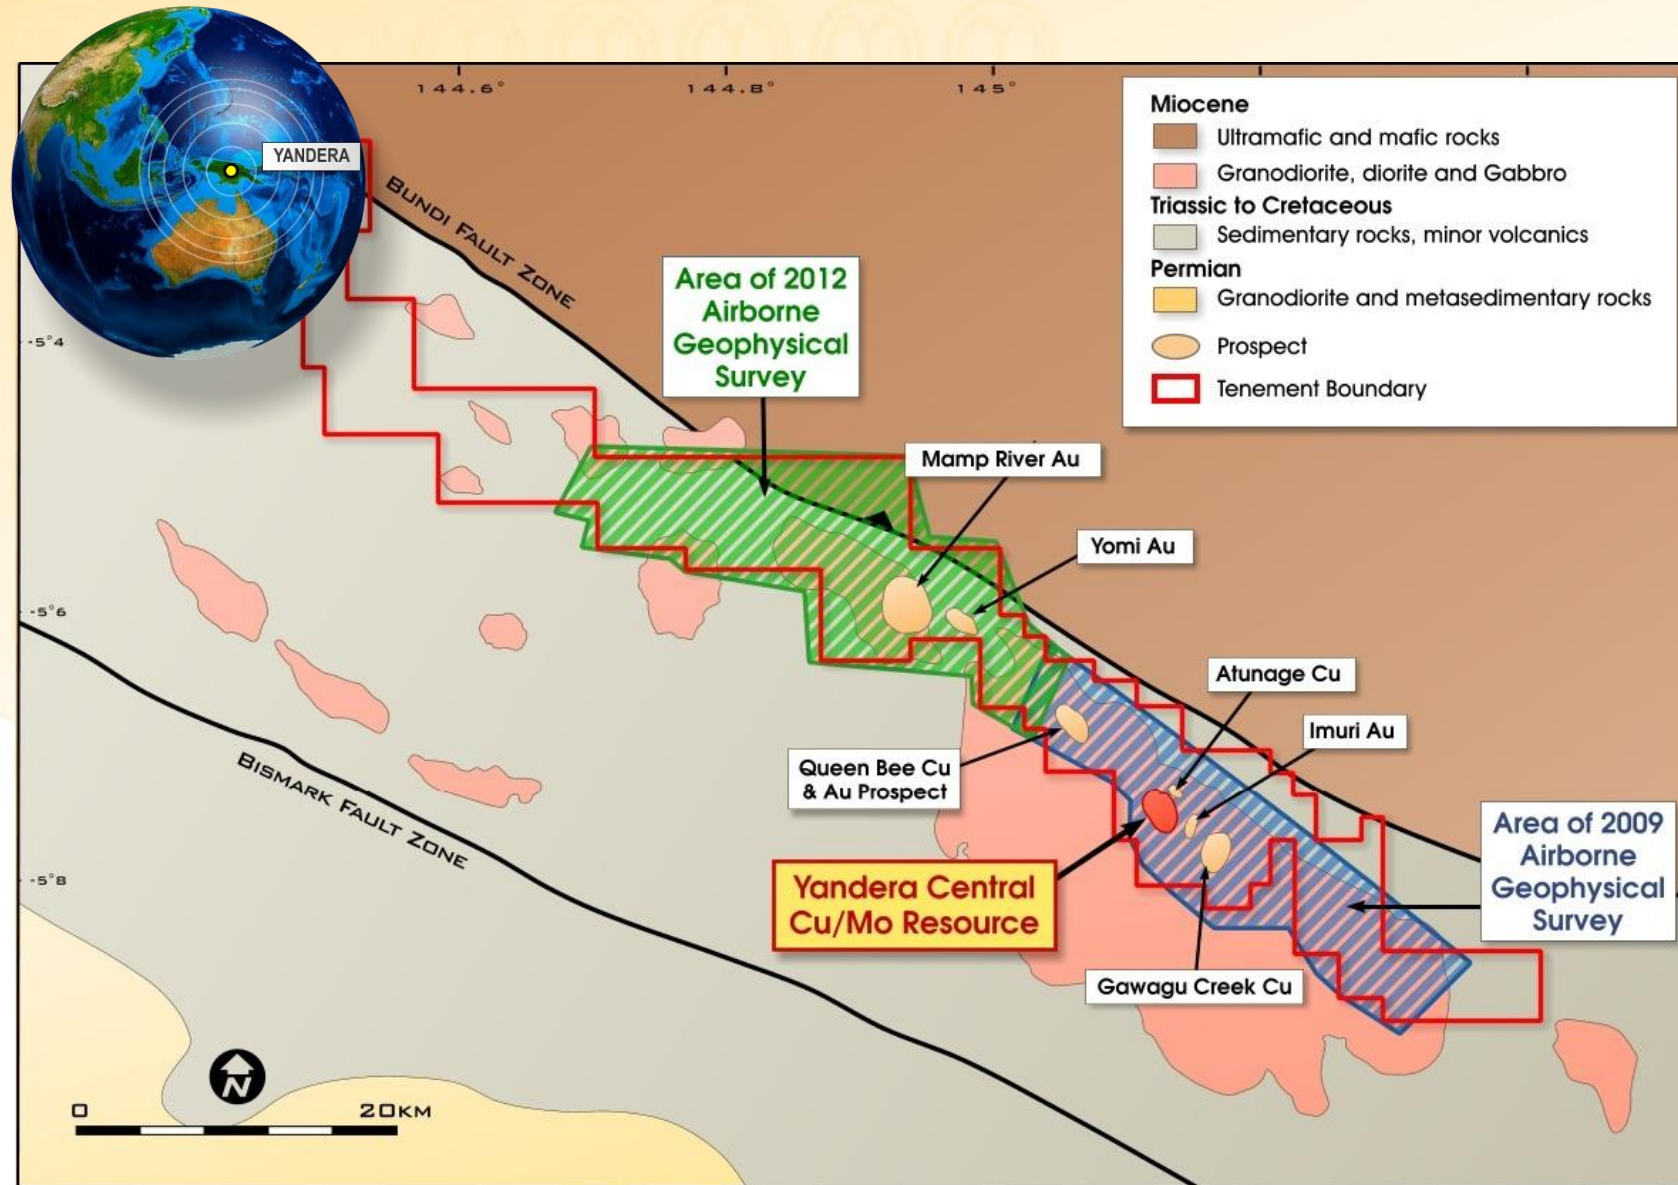 YANDERA
144.6°
144.8°
145°
Miocene
Ultramafic and mafic rocks
Granodiorite, diorite and Gabbro
Triassic to Cretaceous
Sedimentary rocks, minor volcanics
Permian
Granodiorite and metasedimentary rocks
Prospect
Tenement Boundary
BUNDI FAULT ZONE
Area of 2012
Airborne
Geophysical
Survey
-5°4
Mamp River Au
Yomi Au
-5°6
Atunage Cu
Imuri Au
Queen Bee Cu
& Au Prospect
BISMARK FAULT ZONE
Area of 2009
Airborne
Geophysical
Survey
-5°8
Yandera Central
Cu/Mo Resource
Gawagu Creek Cu
N
0 20KM